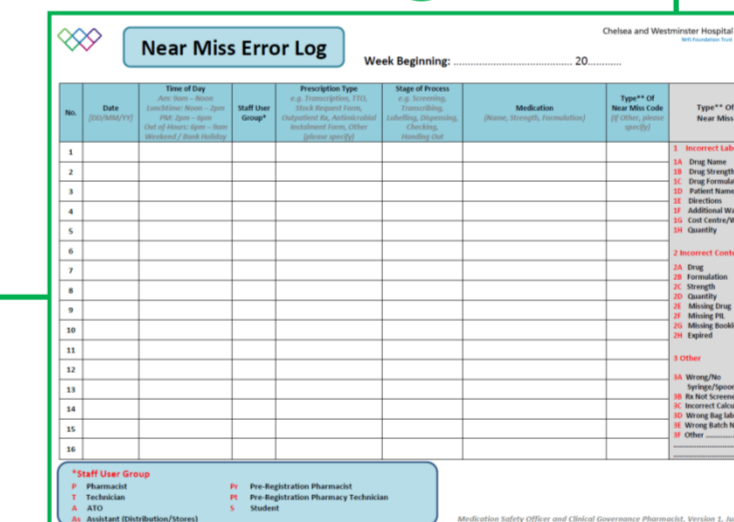 Chelsea and Westminster Hospital
NHS Foundation Trust
Near Miss Error Log
Week Beginning: ........................................ 20...........
No.
Date
[DD/MM/YY]
Time of Day
Am: 9am – Noon
Lunchtime: Noon – 2pm
PM: 2pm – 6pm
Out of Hours: 6pm – 9am
Weekend / Bank Holiday
Staff User
Group*
Prescription Type
e.g. Transcription, TTO,
Stock Request Form,
Outpatient Rx, Antimicrobial
Instalment Form, Other
(please specify)
Stage of Process
e.g. Screening,
Transcribing,
Labelling, Dispensing,
Checking,
Handing Out
Medication
[Name, Strength, Formulation]
Type** Of
Near Miss Code
[if Other, please
specify]
Type** Of
Near Miss
1
2
3
4
5
6
7
8
9
10
11
12
13
14
15
16
1 Incorrect Lab
1A Drug Name
1B Drug Strength
1C Drug Formula
1D Patient Name
1E Directions
1F Additional Wa
1G Cost Centre/W
1H Quantity
2 Incorrect Conte
2A Drug
2B Formulation
2C Strength
2D Quantity
2E Missing Drug
2F Missing PIL
2G Missing Bookl
2H Expired
3 Other
3A Wrong/No
Syringe/Spoon
3B Rx Not Screene
3C Incorrect Calcu
3D Wrong Bag lab
3E Wrong Batch N
3F Other ...........
*Staff User Group
P Pharmacist
T Technician
A ATO
As Assistant (Distribution/Stores)
Pr Pre-Registration Pharmacist
Pt Pre-Registration Pharmacy Technician
S Student
Medication Safety Officer and Clinical Governance Pharmacist, Version 1, Ju